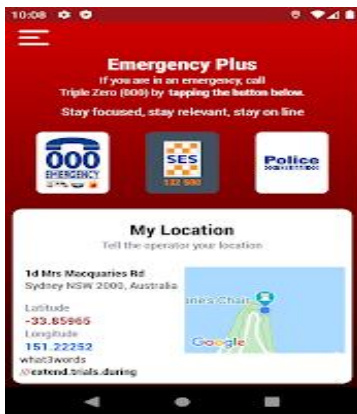 10:08
Emergency Plus
If you are in an emergency, call
Triple Zero (000) by tapping the button below.
Stay focused, stay relevant, stay on line
000
EMERGENCY
SES
132 500
Police
My Location
Tell the operator your location
1d Mrs Macquaries Rd
Sydney NSW 2000, Australia
Latitude
-33.85965
Longitude
151.22252
what3words
///extend.trials.during
arie's Chair
Google